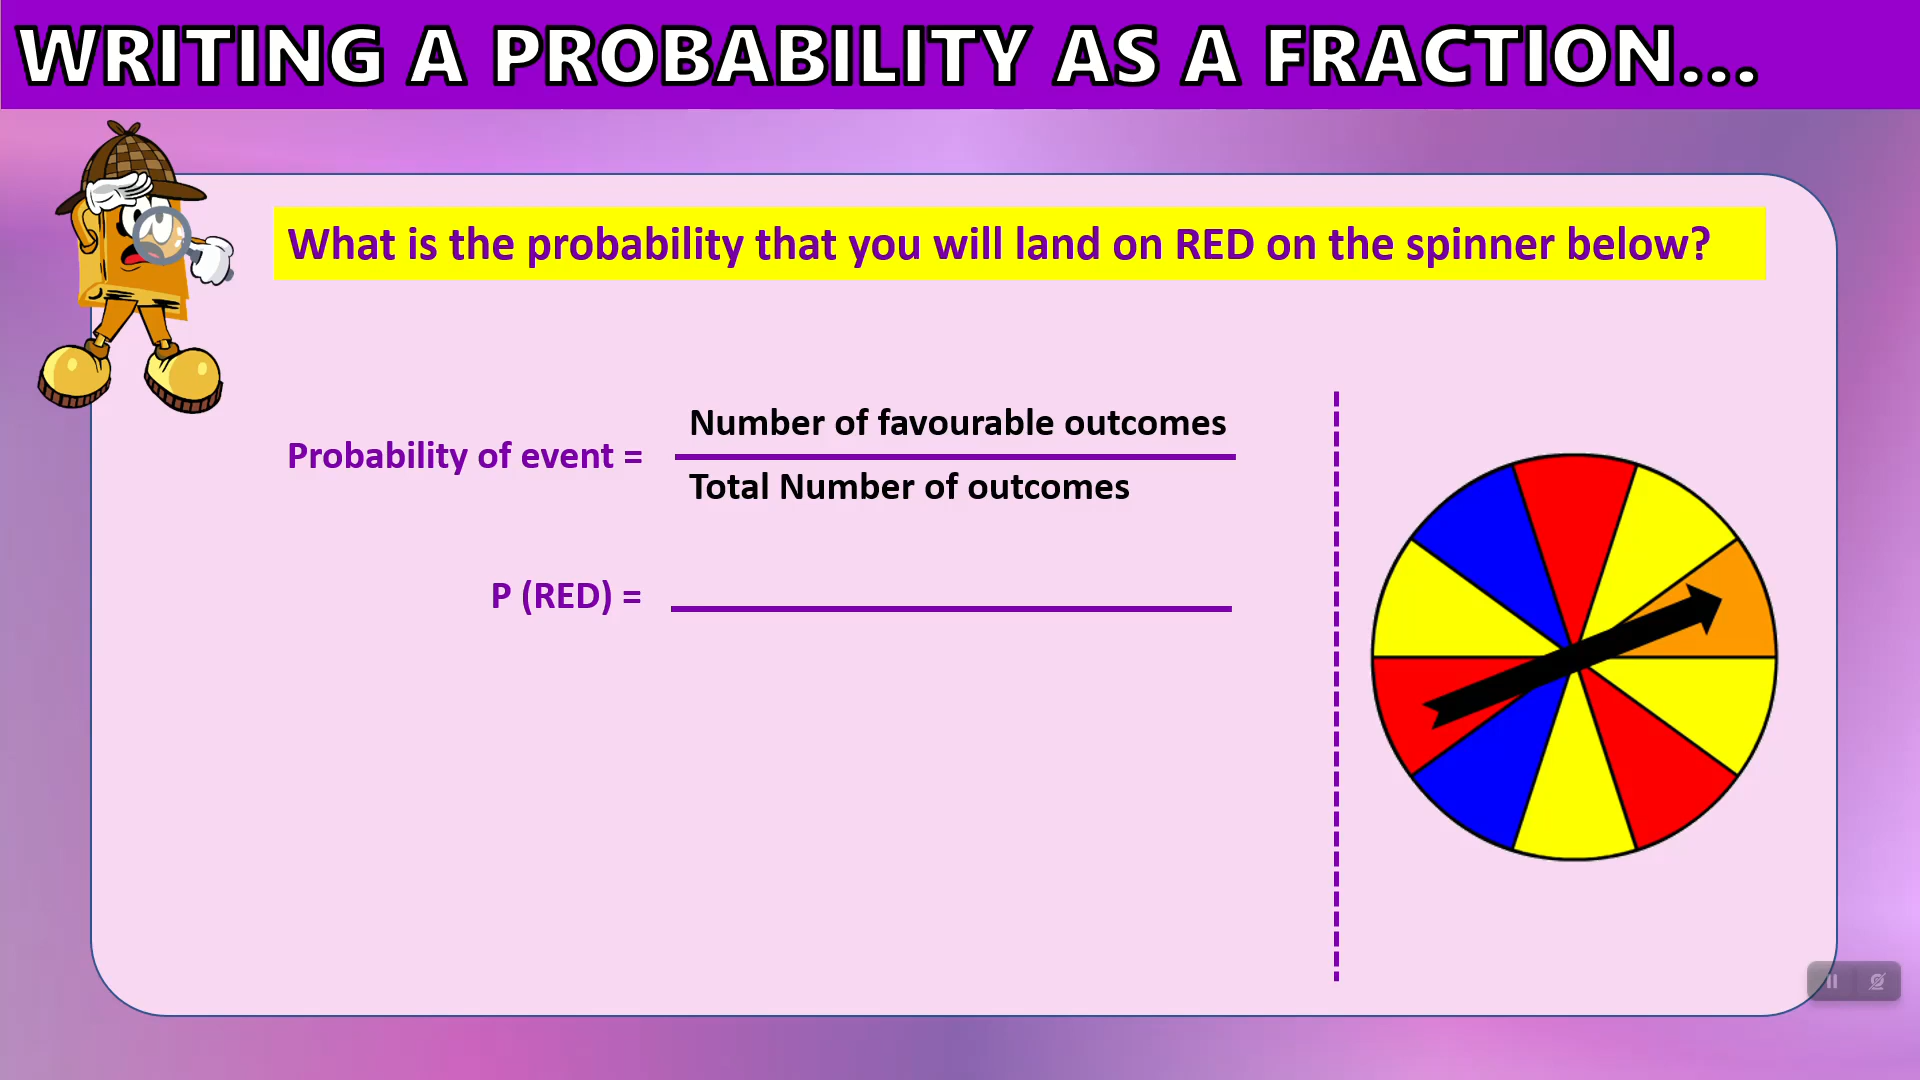 WRITING A PROBABILITY AS A FRACTION...
What is the probability that you will land on RED on the spinner below?
Number of favourable outcomes
Probability of event =
Total Number of outcomes
P (RED) =